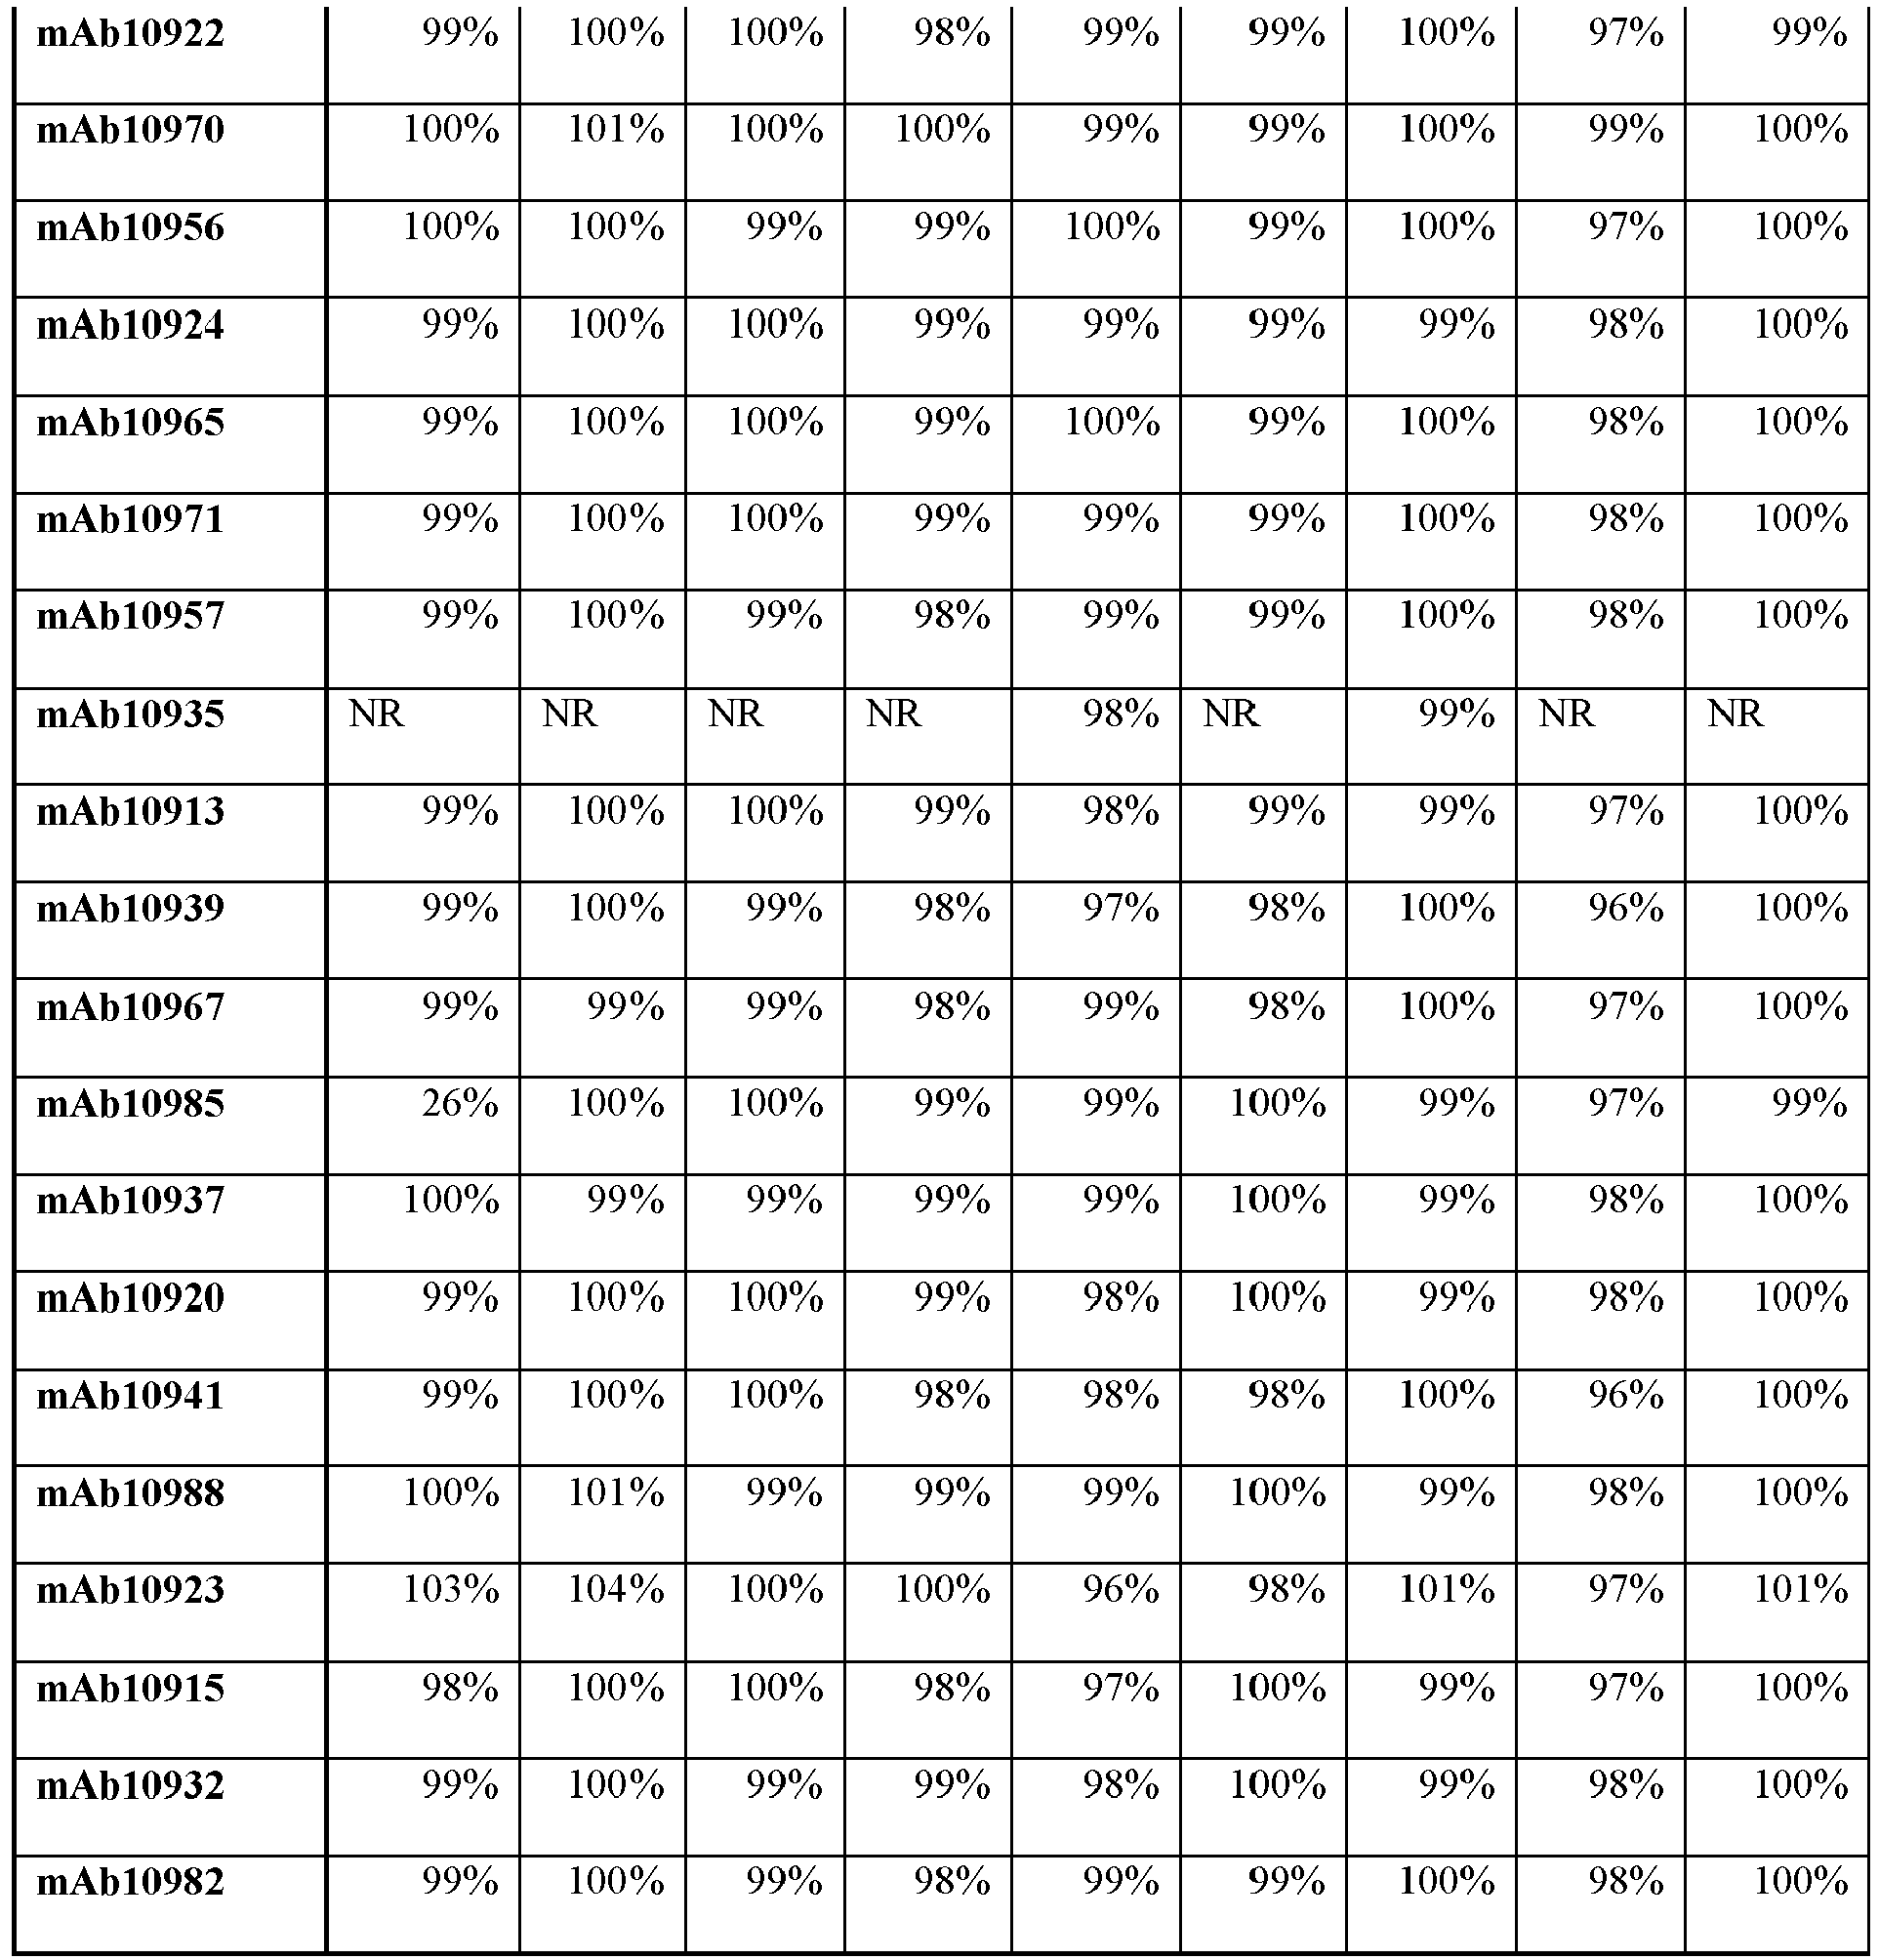 mAb10922 99% 100% 100% 98% 99% 99% 100% 97% 99%
mAb10970 100% 101% 100% 100% 99% 99% 100% 99% 100%
mAb10956 100% 100% 99% 99% 100% 99% 100% 97% 100%
mAb10924 99% 100% 100% 99% 99% 99% 99% 98% 100%
mAb10965 99% 100% 100% 99% 100% 99% 100% 98% 100%
mAb10971 99% 100% 100% 99% 99% 99% 100% 98% 100%
mAb10957 99% 100% 99% 98% 99% 99% 100% 98% 100%
mAb10935 NR NR NR NR 98% NR 99% NR NR
mAb10913 99% 100% 100% 99% 98% 99% 99% 97% 100%
mAb10939 99% 100% 99% 98% 97% 98% 100% 96% 100%
mAb10967 99% 99% 99% 98% 99% 98% 100% 97% 100%
mAb10985 26% 100% 100% 99% 99% 100% 99% 97% 99%
mAb10937 100% 99% 99% 99% 99% 100% 99% 98% 100%
mAb10920 99% 100% 100% 99% 98% 100% 99% 98% 100%
mAb10941 99% 100% 100% 98% 98% 98% 100% 96% 100%
mAb10988 100% 101% 99% 99% 99% 100% 99% 98% 100%
mAb10923 103% 104% 100% 100% 96% 98% 101% 97% 101%
mAb10915 98% 100% 100% 98% 97% 100% 99% 97% 100%
mAb10932 99% 100% 99% 99% 98% 100% 99% 98% 100%
mAb10982 99% 100% 99% 98% 99% 99% 100% 98% 100%